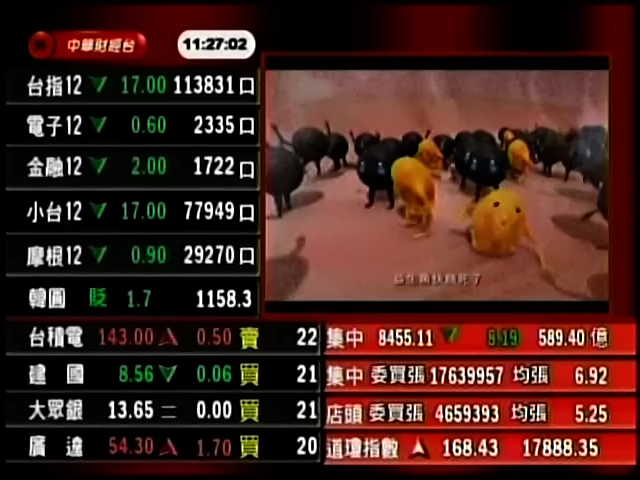 中華財經台 11:27:02
台指12 ▽ 17.00 113831口
電子12 ▽ 0.60 2335口
金融12 ▽ 2.00 1722口
小台12 ▽ 17.00 77949口
摩根12 ▽ 0.90 29270口
韓圓 貶 1.7 1158.3
台積電 143.00 △ 0.50 賣 22
建國 8.56 ▽ 0.06 買 21
大眾銀 13.65 = 0.00 買 21
廣達 54.30 △ 1.70 買 20
集中 8455.11 ▼ 8.19 589.40億
集中 委買張 17639957 均張 6.92
店頭 委買張 4659393 均張 5.25
道瓊指數 ▲ 168.43 17888.35